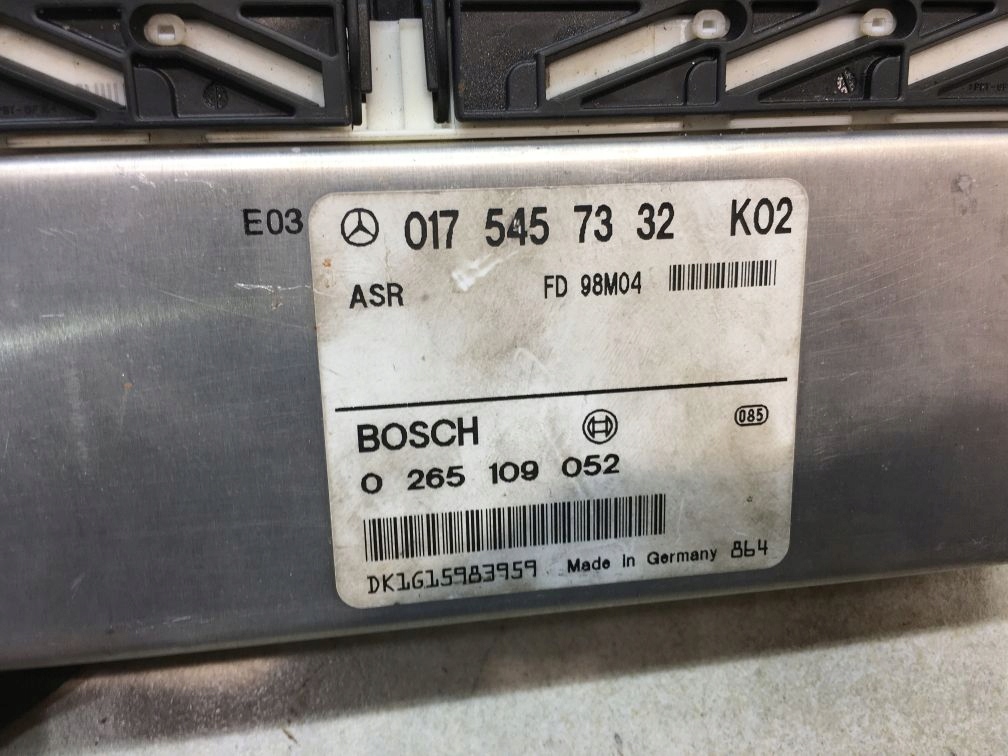 E03 017 545 73 32 K02
ASR FD 98M04
BOSCH 085
0 265 109 052
DK1G15983959 Made in Germany 864